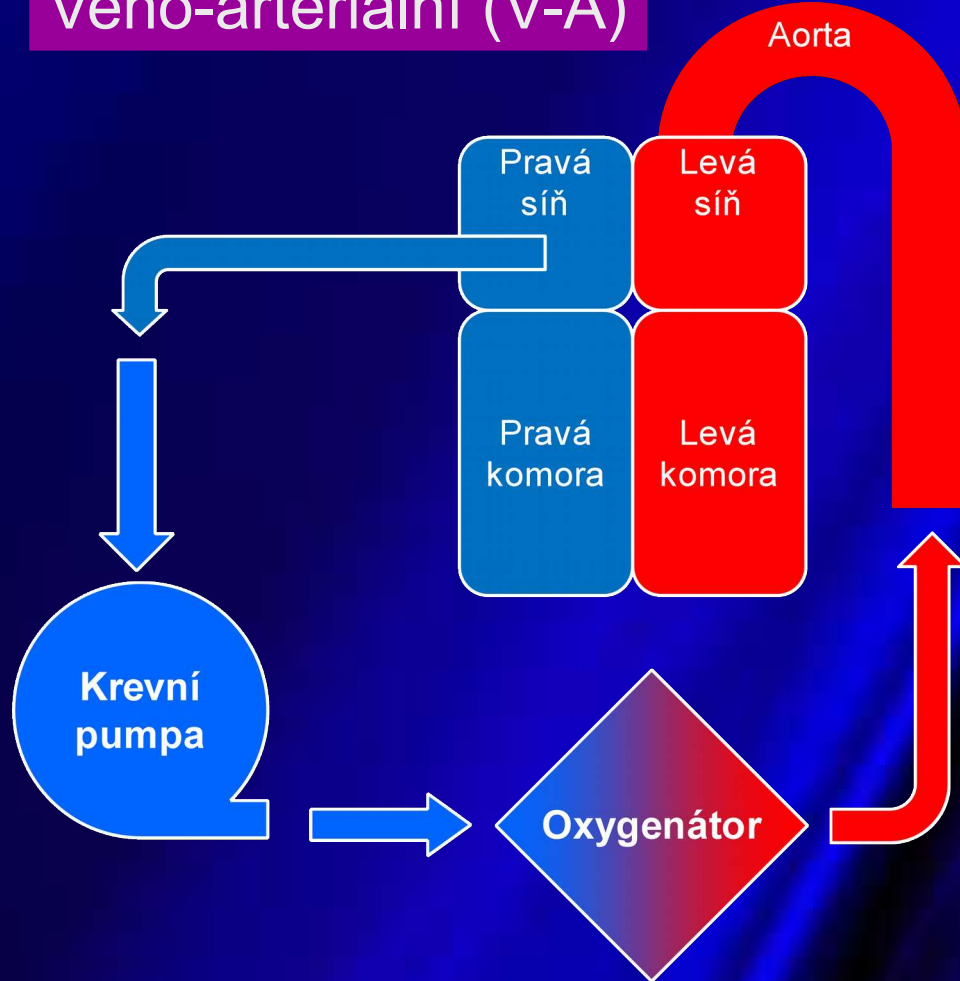 Veno-arteriální (V-A)
Aorta
Pravá
síň
Levá
síň
Pravá
komora
Levá
komora
Krevní
pumpa
Oxygenátor